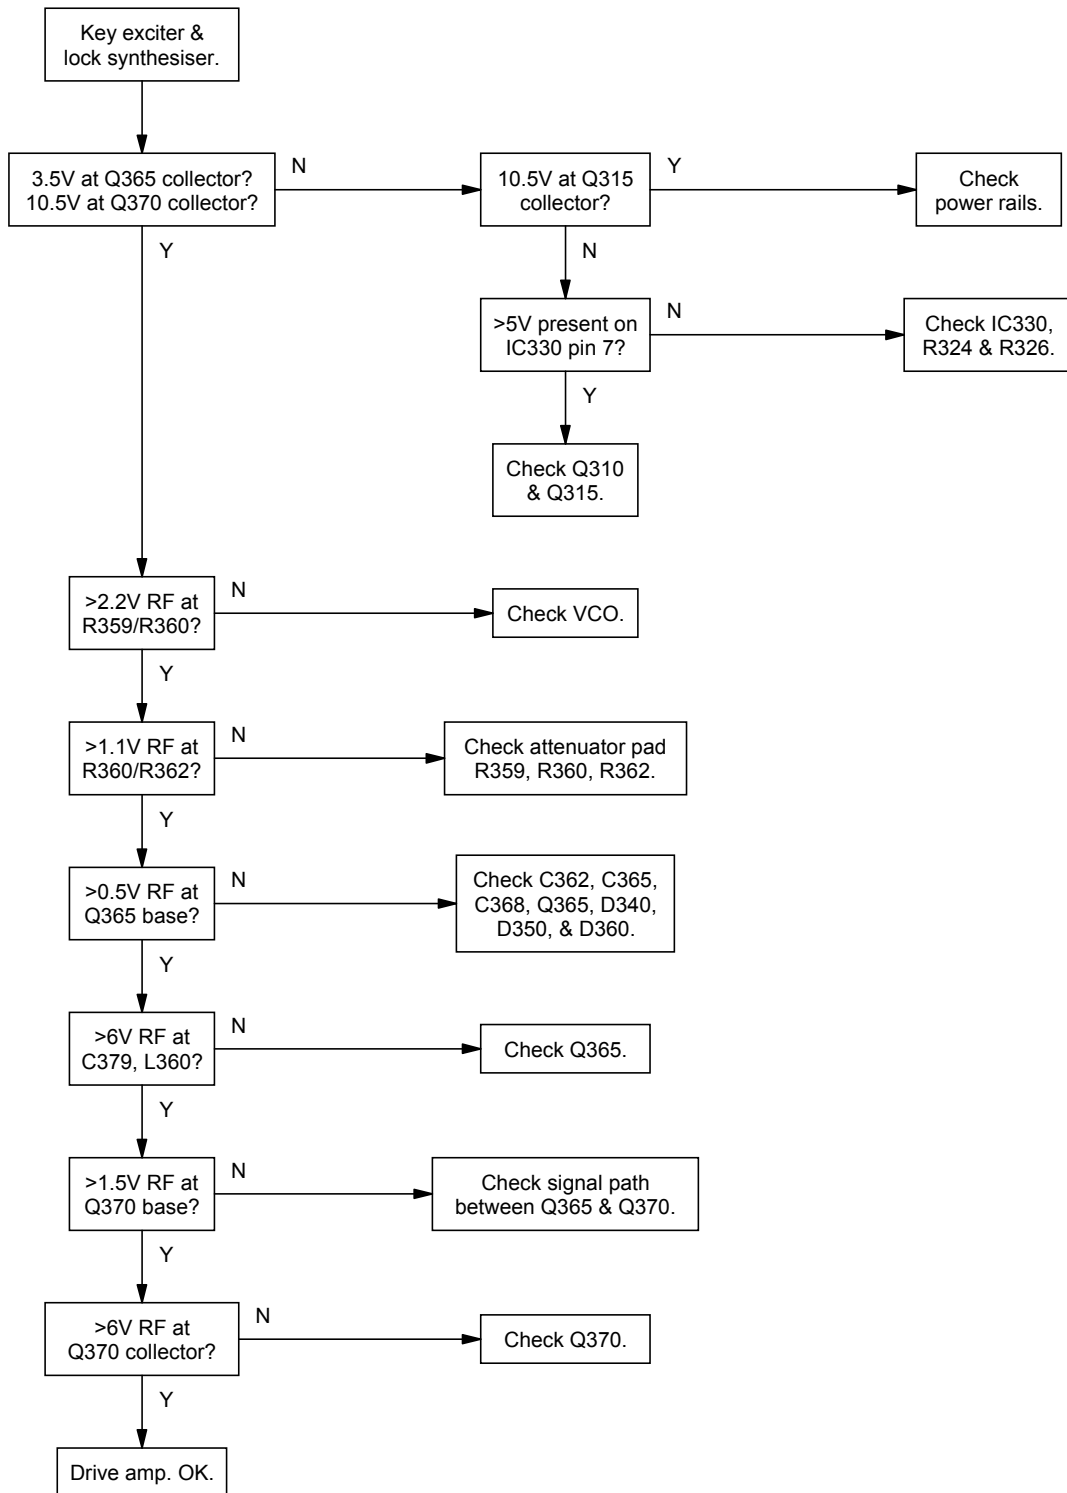 Key exciter &
lock synthesiser.
3.5V at Q365 collector?
10.5V at Q370 collector?
N
10.5V at Q315
collector?
Y
Check
power rails.
Y
N
>5V present on
IC330 pin 7?
N
Check IC330,
R324 & R326.
Y
Check Q310
& Q315.
>2.2V RF at
R359/R360?
N
Check VCO.
Y
>1.1V RF at
R360/R362?
N
Check attenuator pad
R359, R360, R362.
Y
>0.5V RF at
Q365 base?
N
Check C362, C365,
C368, Q365, D340,
D350, & D360.
Y
>6V RF at
C379, L360?
N
Check Q365.
Y
>1.5V RF at
Q370 base?
N
Check signal path
between Q365 & Q370.
Y
>6V RF at
Q370 collector?
N
Check Q370.
Y
Drive amp. OK.